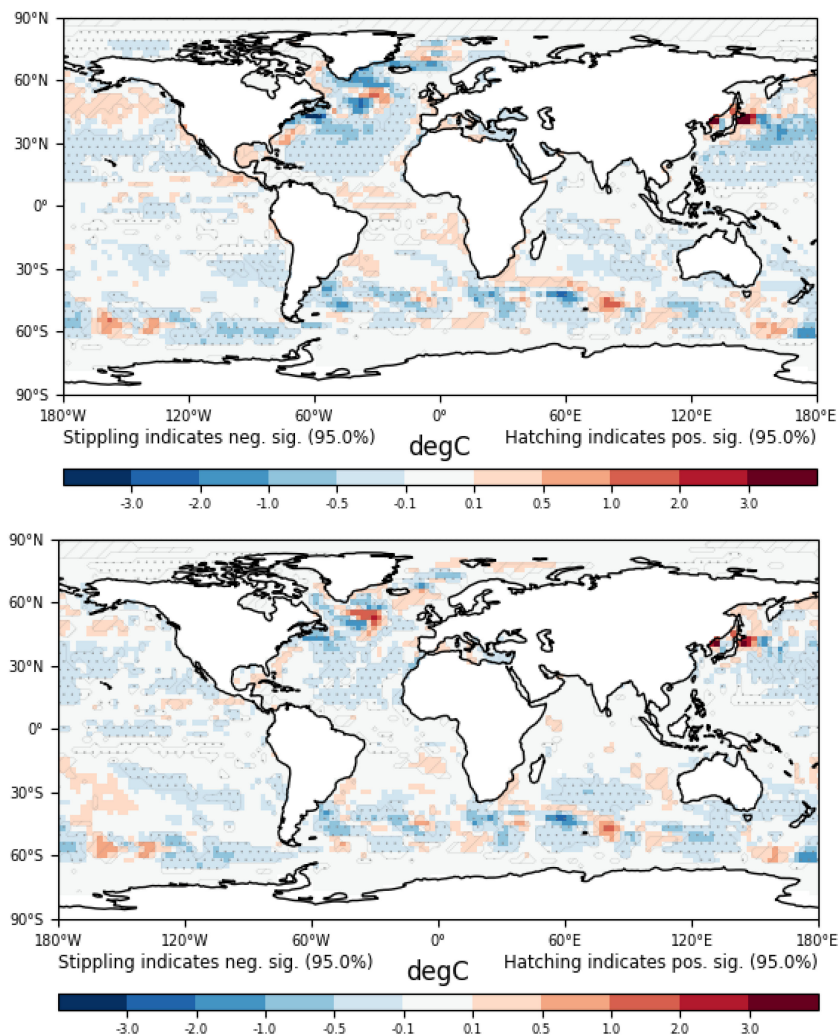 90°N
60°N
30°N
0°
30°S
60°S
90°S
180°W 120°W 60°W 0° 60°E 120°E 180°E
Stippling indicates neg. sig. (95.0%) degC Hatching indicates pos. sig. (95.0%)
-3.0 -2.0 -1.0 -0.5 -0.1 0.1 0.5 1.0 2.0 3.0
90°N
60°N
30°N
0°
30°S
60°S
90°S
180°W 120°W 60°W 0° 60°E 120°E 180°E
Stippling indicates neg. sig. (95.0%) degC Hatching indicates pos. sig. (95.0%)
-3.0 -2.0 -1.0 -0.5 -0.1 0.1 0.5 1.0 2.0 3.0